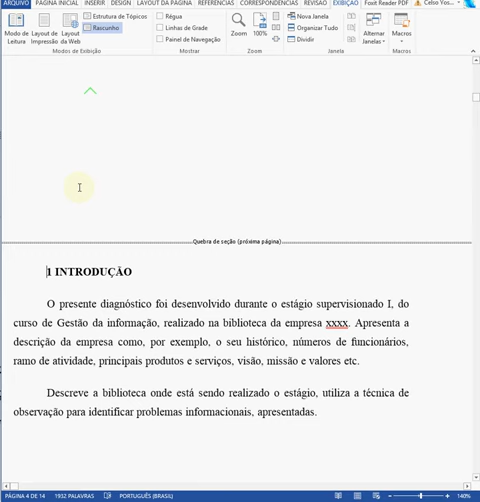 ARQUIVO PÁGINA INICIAL INSERIR DESIGN LAYOUT DA PÁGINA REFERÊNCIAS CORRESPONDÊNCIAS REVISÃO EXIBIÇÃO Foxit Reader PDF Celso Vos...
Modo de Leitura
Layout de Impressão
Layout da Web
Estrutura de Tópicos
Rascunho
Modos de Exibição
Régua
Linhas de Grade
Painel de Navegação
Mostrar
Zoom
100%
Zoom
Nova Janela
Organizar Tudo
Dividir
Janela
Alternar Janelas
Macros
Macros
Quebra de seção (próxima página)
1 INTRODUÇÃO
O presente diagnóstico foi desenvolvido durante o estágio supervisionado I, do
curso de Gestão da informação, realizado na biblioteca da empresa xxxx. Apresenta a
descrição da empresa como, por exemplo, o seu histórico, números de funcionários,
ramo de atividade, principais produtos e serviços, visão, missão e valores etc.
Descreve a biblioteca onde está sendo realizado o estágio, utiliza a técnica de
observação para identificar problemas informacionais, apresentadas.
PÁGINA 4 DE 14 1932 PALAVRAS PORTUGUÊS (BRASIL) 140%